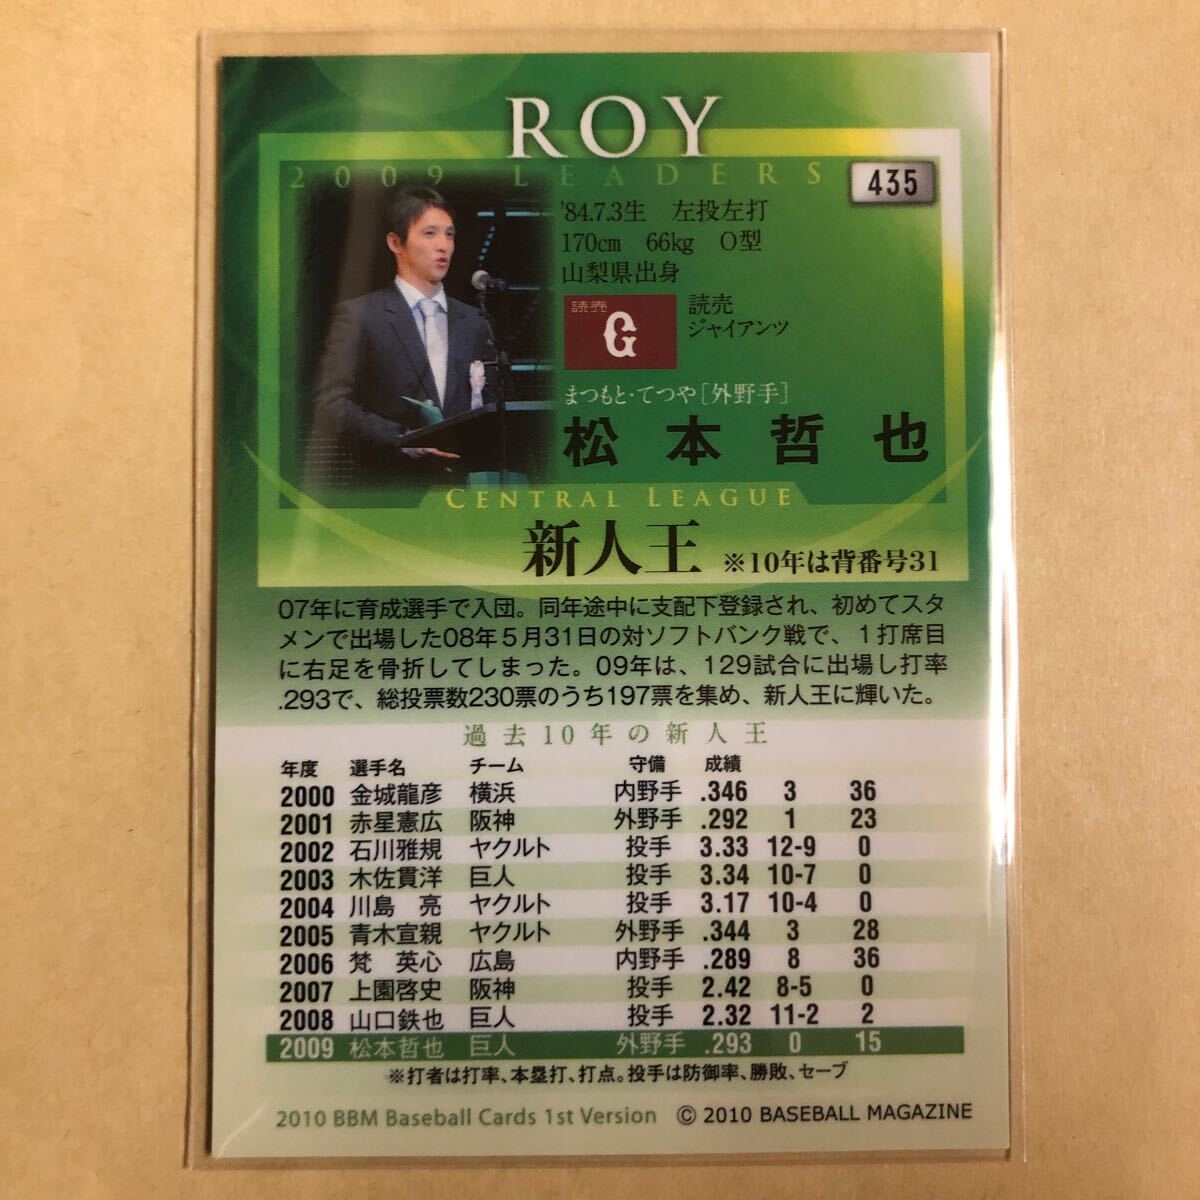 ROY
2009 LEADERS
435
'84.7.3生 左投左打
170cm 66kg O型
山梨県出身
読売
G
読売
ジャイアンツ
まつもと・てつや[外野手]
松本哲也
CENTRAL LEAGUE
新人王 ※10年は背番号31
07年に育成選手で入団。同年途中に支配下登録され、初めてスタ
メンで出場した08年5月31日の対ソフトバンク戦で、1打席目
に右足を骨折してしまった。09年は、129試合に出場し打率
.293で、総投票数230票のうち197票を集め、新人王に輝いた。
過去10年の新人王
年度 選手名 チーム 守備 成績
2000 金城龍彦 横浜 内野手 .346 3 36
2001 赤星憲広 阪神 外野手 .292 1 23
2002 石川雅規 ヤクルト 投手 3.33 12-9 0
2003 木佐貫洋 巨人 投手 3.34 10-7 0
2004 川島 亮 ヤクルト 投手 3.17 10-4 0
2005 青木宣親 ヤクルト 外野手 .344 3 28
2006 梵 英心 広島 内野手 .289 8 36
2007 上園啓史 阪神 投手 2.42 8-5 0
2008 山口鉄也 巨人 投手 2.32 11-2 2
2009 松本哲也 巨人 外野手 .293 0 15
※打者は打率、本塁打、打点。投手は防御率、勝敗、セーブ
2010 BBM Baseball Cards 1st Version © 2010 BASEBALL MAGAZINE